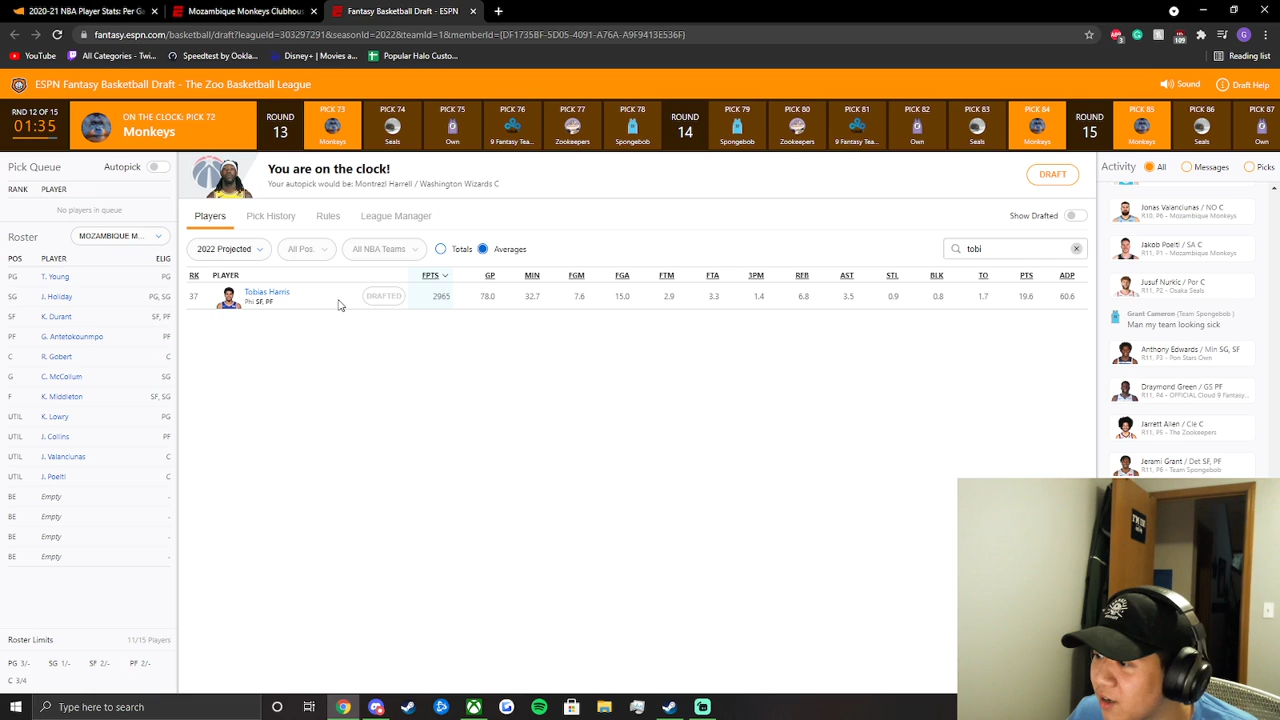 2020-21 NBA Player Stats: Per Ga
Mozambique Monkeys Clubhous
Fantasy Basketball Draft - ESPN
fantasy.espn.com/basketball/draft?leagueId=303297291&seasonId=2022&teamId=1&memberId={DF1735BF-5D05-4091-A76A-A9F9413E536F}
YouTube
All Categories - Twi...
Speedtest by Ookla...
Disney+ | Movies a...
Popular Halo Custo...
Reading list
ESPN Fantasy Basketball Draft - The Zoo Basketball League
Sound
Draft Help
RND 12 OF 15
01:35
ON THE CLOCK: PICK 72
Monkeys
ROUND
13
PICK 73
Monkeys
PICK 74
Seals
PICK 75
Own
PICK 76
9 Fantasy Tea...
PICK 77
Zookeepers
PICK 78
Spongebob
ROUND
14
PICK 79
Spongebob
PICK 80
Zookeepers
PICK 81
9 Fantasy Tea...
PICK 82
Own
PICK 83
Seals
PICK 84
Monkeys
ROUND
15
PICK 85
Monkeys
PICK 86
Seals
PICK 87
Own
Pick Queue
Autopick
RANK PLAYER
No players in queue
Roster
MOZAMBIQUE M...
POS PLAYER ELIG
PG T. Young PG
SG J. Holiday PG, SG
SF K. Durant SF, PF
PF G. Antetokounmpo PF
C R. Gobert C
G C. McCollum SG
F K. Middleton SF, SG
UTIL K. Lowry PG
UTIL J. Collins PF
UTIL J. Valanciunas C
UTIL J. Poeltl C
BE Empty -
BE Empty -
BE Empty -
BE Empty -
Roster Limits 11/15 Players
PG 3/- SG 1/- SF 2/- PF 2/-
C 3/4
You are on the clock!
Your autopick would be: Montrezl Harrell / Washington Wizards C
DRAFT
Players
Pick History
Rules
League Manager
Show Drafted
2022 Projected
All Pos.
All NBA Teams
Totals
Averages
tobi
RK PLAYER FPTS GP MIN FGM FGA FTM FTA 3PM REB AST STL BLK TO PTS ADP
37 Tobias Harris DRAFTED 2965 78.0 32.7 7.6 15.0 2.9 3.3 1.4 6.8 3.5 0.9 0.8 1.7 19.6 60.6
Phi SF, PF
Activity
All
Messages
Picks
Jonas Valanciunas / NO C
R10, P6 - Mozambique Monkeys
Jakob Poeltl / SA C
R11, P1 - Mozambique Monkeys
Jusuf Nurkic / Por C
R11, P2 - Osaka Seals
Grant Cameron (Team Spongebob )
Man my team looking sick
Anthony Edwards / Min SG, SF
R11, P3 - Pon Stars Own
Draymond Green / GS PF
R11, P4 - OFFICIAL Cloud 9 Fantasy...
Jarrett Allen / Cle C
R11, P5 - The Zookeepers
Jerami Grant / Det SF, PF
R11, P6 - Team Spongebob
Type here to search